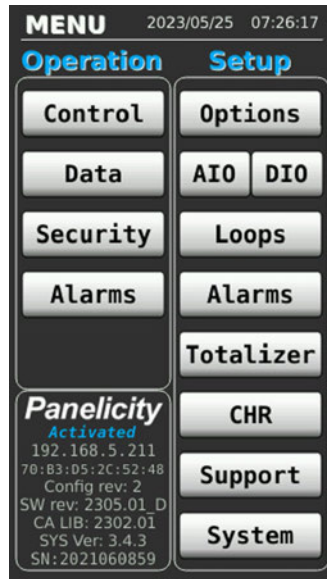 MENU 2023/05/25 07:26:17
Operation Setup
Control Options
Data AIO DIO
Security Loops
Alarms Alarms
Totalizer
CHR
Support
System
Panelicity
Activated
192.168.5.211
70:B3:D5:2C:52:48
Config rev: 2
SW rev: 2305.01_D
CA LIB: 2302.01
SYS Ver: 3.4.3
SN:2021060859